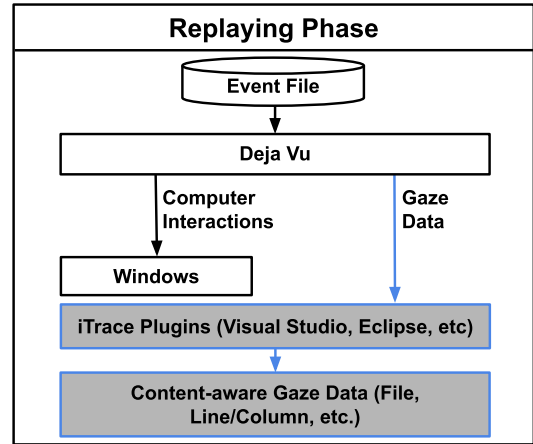 Replaying Phase
Event File
Deja Vu
Computer
Interactions
Gaze
Data
Windows
iTrace Plugins (Visual Studio, Eclipse, etc)
Content-aware Gaze Data (File,
Line/Column, etc.)